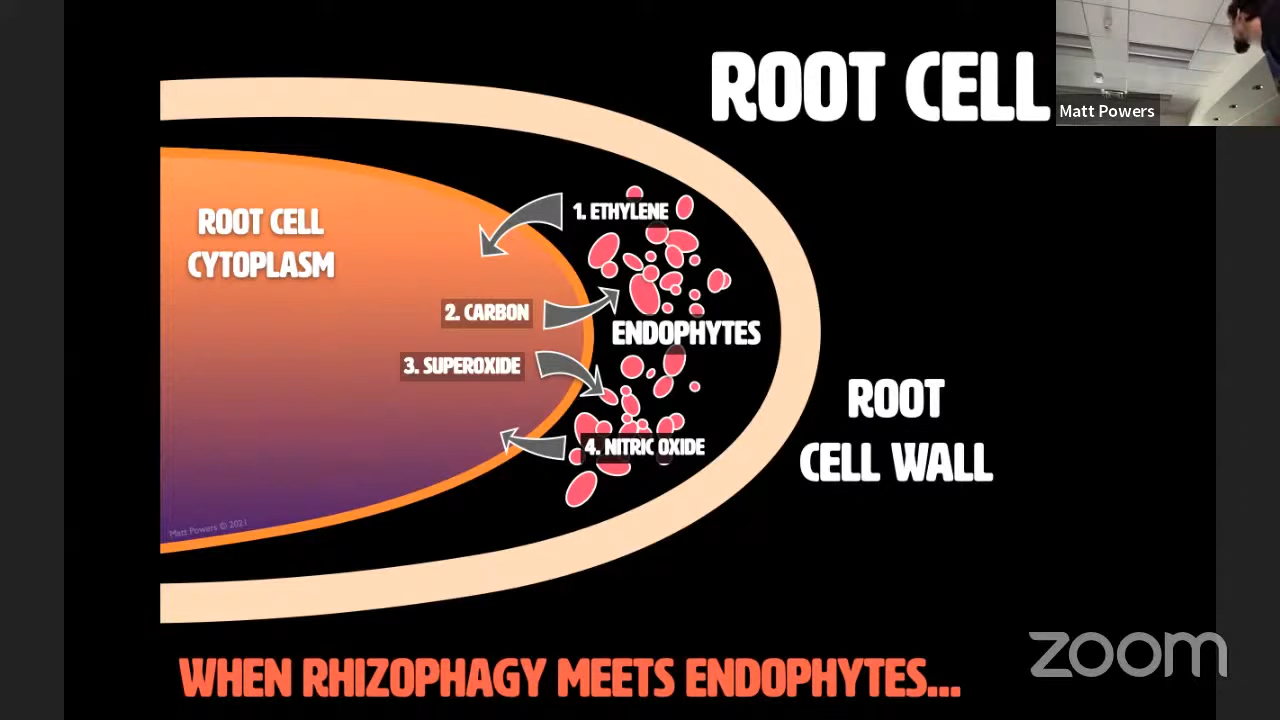 ROOT CELL
Matt Powers
1. ETHYLENE
ROOT CELL
CYTOPLASM
2. CARBON
ENDOPHYTES
3. SUPEROXIDE
ROOT
CELL WALL
4. NITRIC OXIDE
Matt Powers © 2021
zoom
WHEN RHIZOPHAGY MEETS ENDOPHYTES...